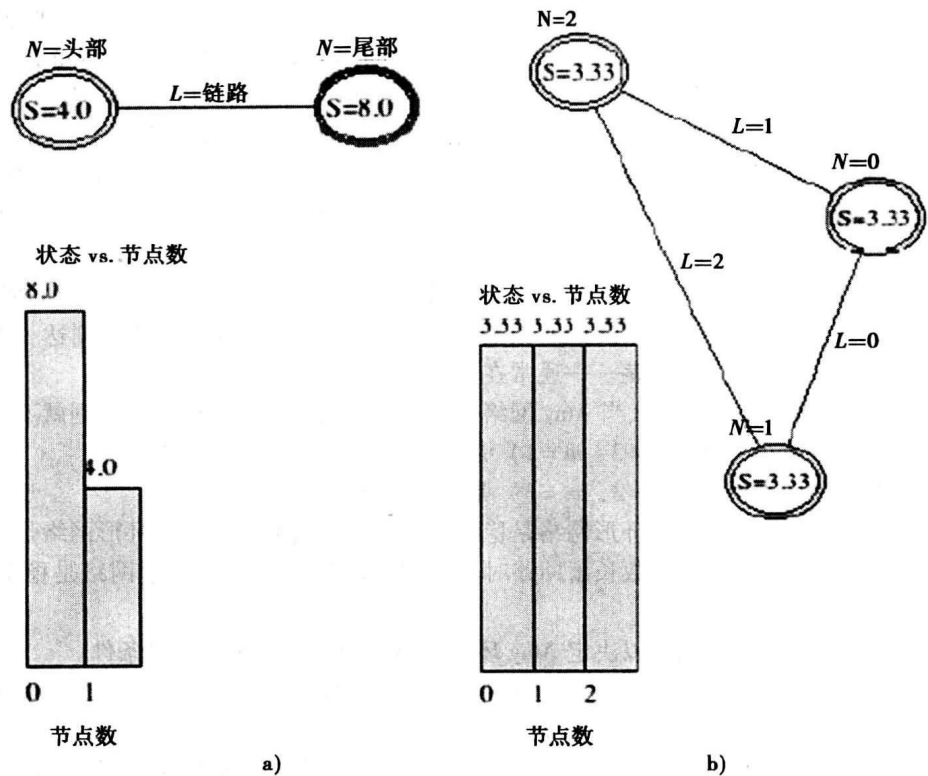 N=头部
N=尾部
S=4.0
L=链路
S=8.0
状态 vs. 节点数
8.0
4.0
0 1
节点数
a)
N=2
S=3.33
L=1
N=0
S=3.33
L=2
L=0
N=1
S=3.33
状态 vs. 节点数
3.33 3.33 3.33
0 1 2
节点数
b)